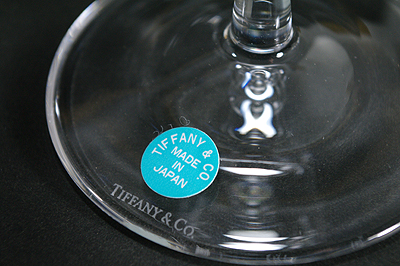 TIFFANY & CO.
MADE
IN
JAPAN
TIFFANY & CO.